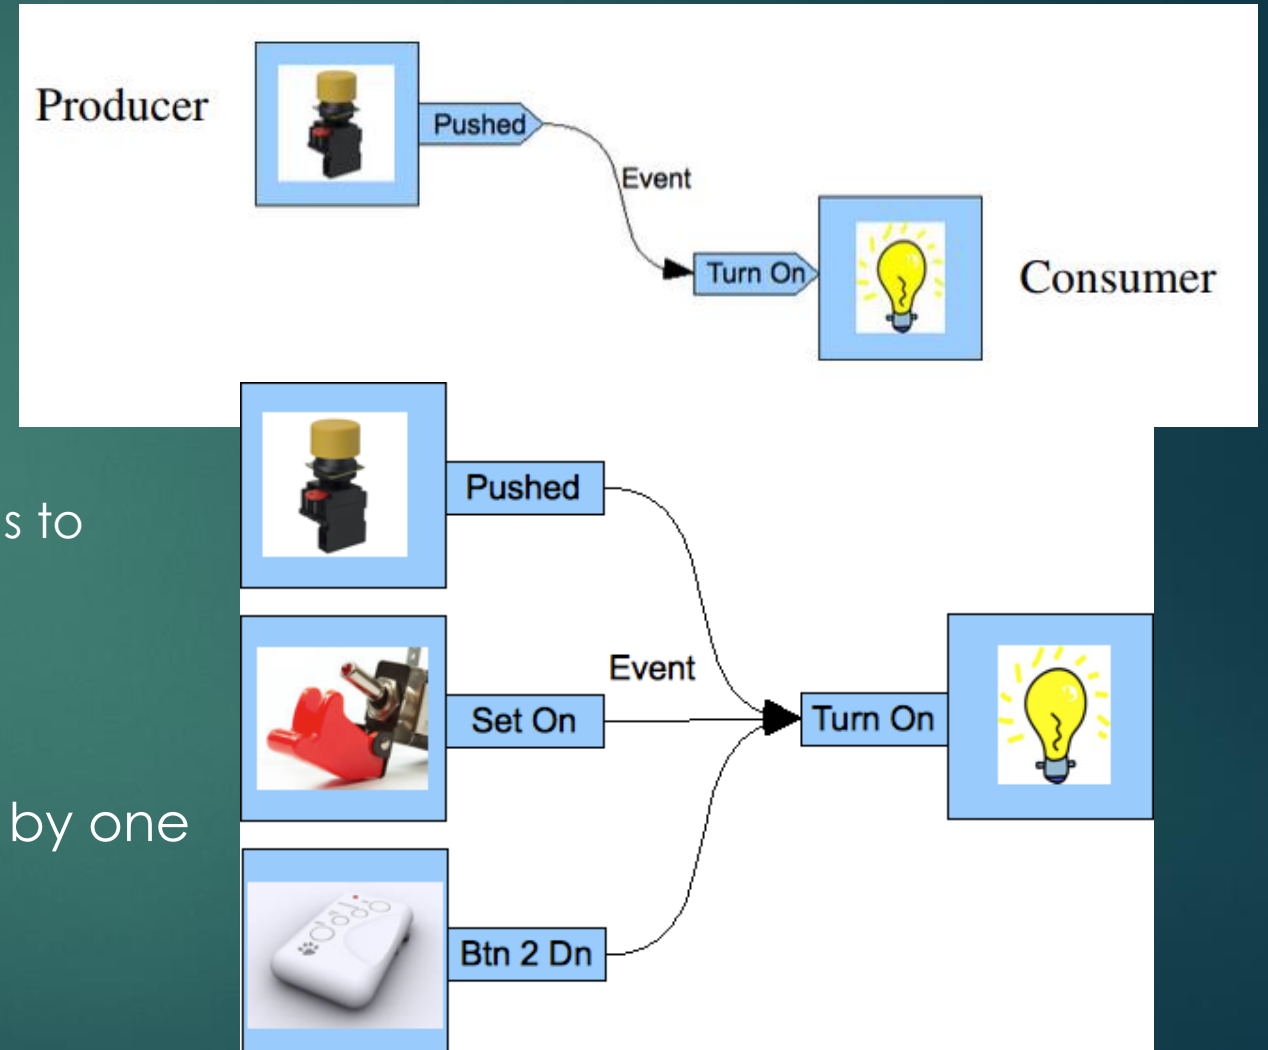 Producer
Pushed
Event
Turn On
Consumer
s to
by one
Pushed
Event
Set On
Turn On
Btn 2 Dn